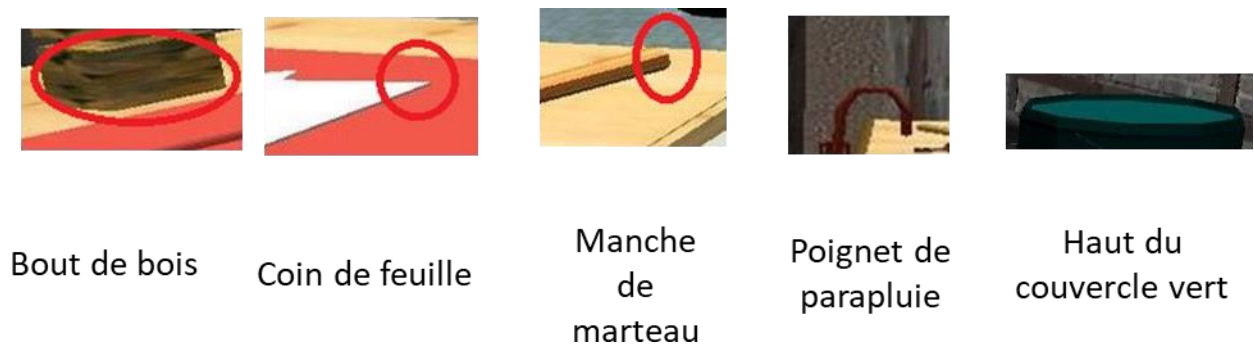 Bout de bois
Coin de feuille
Manche
de
marteau
Poignet de
parapluie
Haut du
couvercle vert